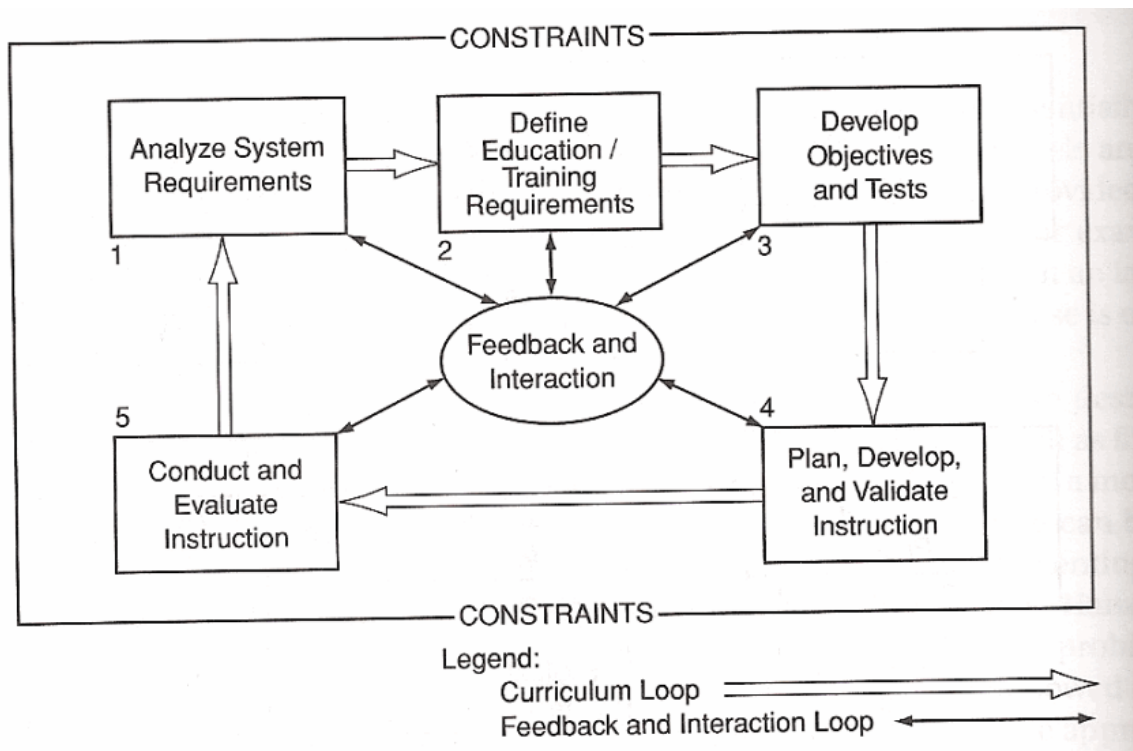 CONSTRAINTS
Analyze System
Requirements
1
Define
Education /
Training
Requirements
2
Develop
Objectives
and Tests
3
Feedback and
Interaction
5
Conduct and
Evaluate
Instruction
4
Plan, Develop,
and Validate
Instruction
CONSTRAINTS
Legend:
Curriculum Loop
Feedback and Interaction Loop